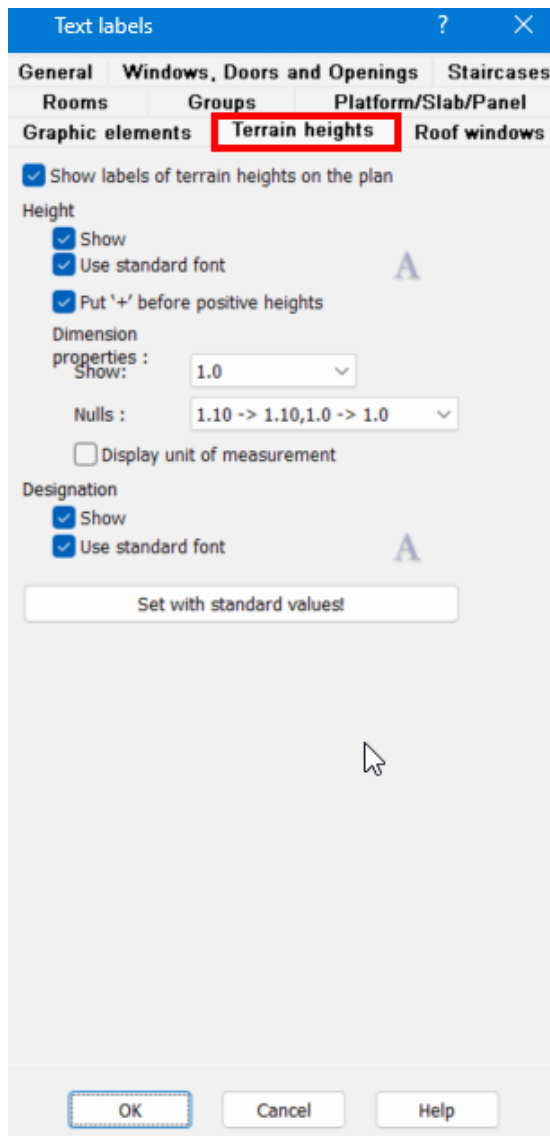 Text labels ?
General Windows, Doors and Openings Staircases
Rooms Groups Platform/Slab/Panel
Graphic elements Terrain heights Roof windows
Show labels of terrain heights on the plan
Height
Show
Use standard font A
Put '+' before positive heights
Dimension
properties :
Show: 1.0
Nulls : 1.10 -> 1.10,1.0 -> 1.0
Display unit of measurement
Designation
Show
Use standard font A
Set with standard values!
OK Cancel Help